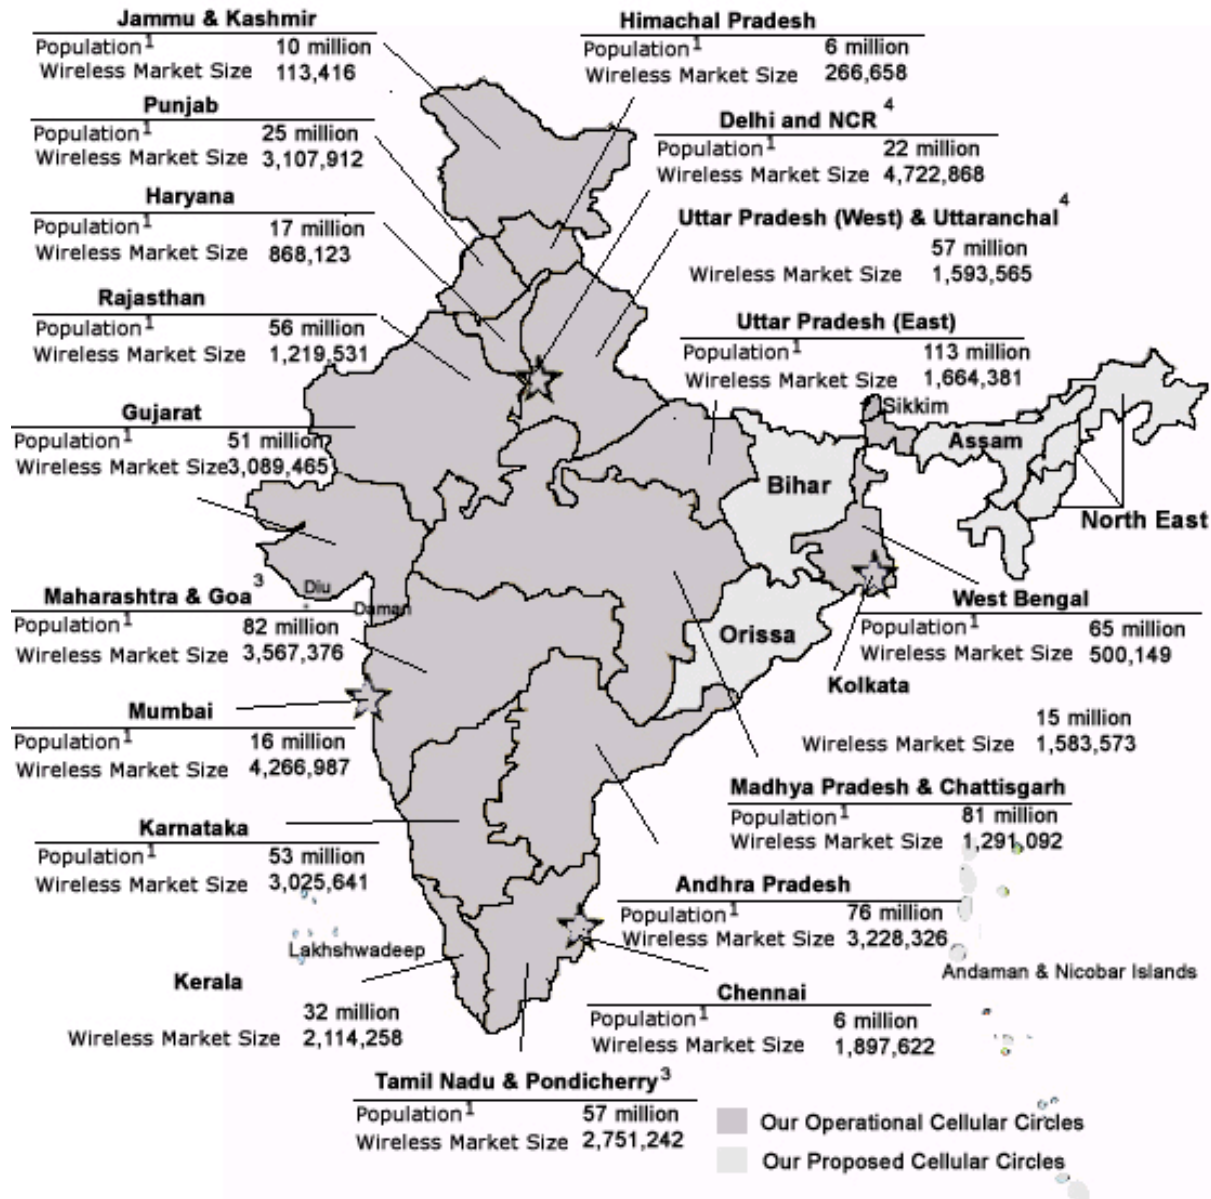 Jammu & Kashmir
Population1 10 million
Wireless Market Size 113,416
Himachal Pradesh
Population1 6 million
Wireless Market Size 266,658
Punjab
Population1 25 million
Wireless Market Size 3,107,912
Delhi and NCR 4
Population1 22 million
Wireless Market Size 4,722,868
Haryana
Population1 17 million
Wireless Market Size 868,123
Uttar Pradesh (West) & Uttaranchal 4
57 million
Wireless Market Size 1,593,565
Rajasthan
Population1 56 million
Wireless Market Size 1,219,531
Uttar Pradesh (East)
Population1 113 million
Wireless Market Size 1,664,381
Gujarat
Population1 51 million
Wireless Market Size 3,089,465
Sikkim
Assam
Bihar
North East
Diu
Daman
Maharashtra & Goa 3
Population1 82 million
Wireless Market Size 3,567,376
Orissa
West Bengal
Population1 65 million
Wireless Market Size 500,149
Kolkata
15 million
Wireless Market Size 1,583,573
Mumbai
Population1 16 million
Wireless Market Size 4,266,987
Madhya Pradesh & Chattisgarh
Population1 81 million
Wireless Market Size 1,291,092
Karnataka
Population1 53 million
Wireless Market Size 3,025,641
Andhra Pradesh
Population1 76 million
Wireless Market Size 3,228,326
Lakhshwadeep
Andaman & Nicobar Islands
Kerala
32 million
Wireless Market Size 2,114,258
Chennai
Population1 6 million
Wireless Market Size 1,897,622
Tamil Nadu & Pondicherry3
Population1 57 million
Wireless Market Size 2,751,242
Our Operational Cellular Circles
Our Proposed Cellular Circles